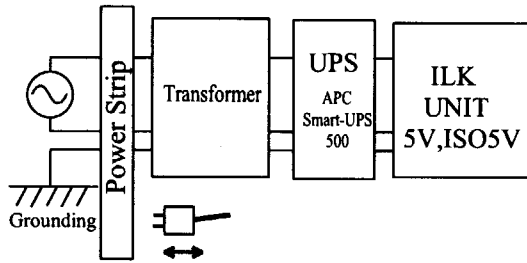 Power Strip
Transformer
UPS
APC
Smart-UPS
500
ILK
UNIT
5V,ISO5V
Grounding